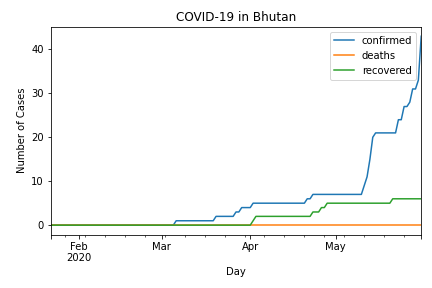 COVID-19 in Bhutan
Number of Cases
40
30
20
10
0
confirmed
deaths
recovered
Feb
2020
Mar
Apr
May
Day